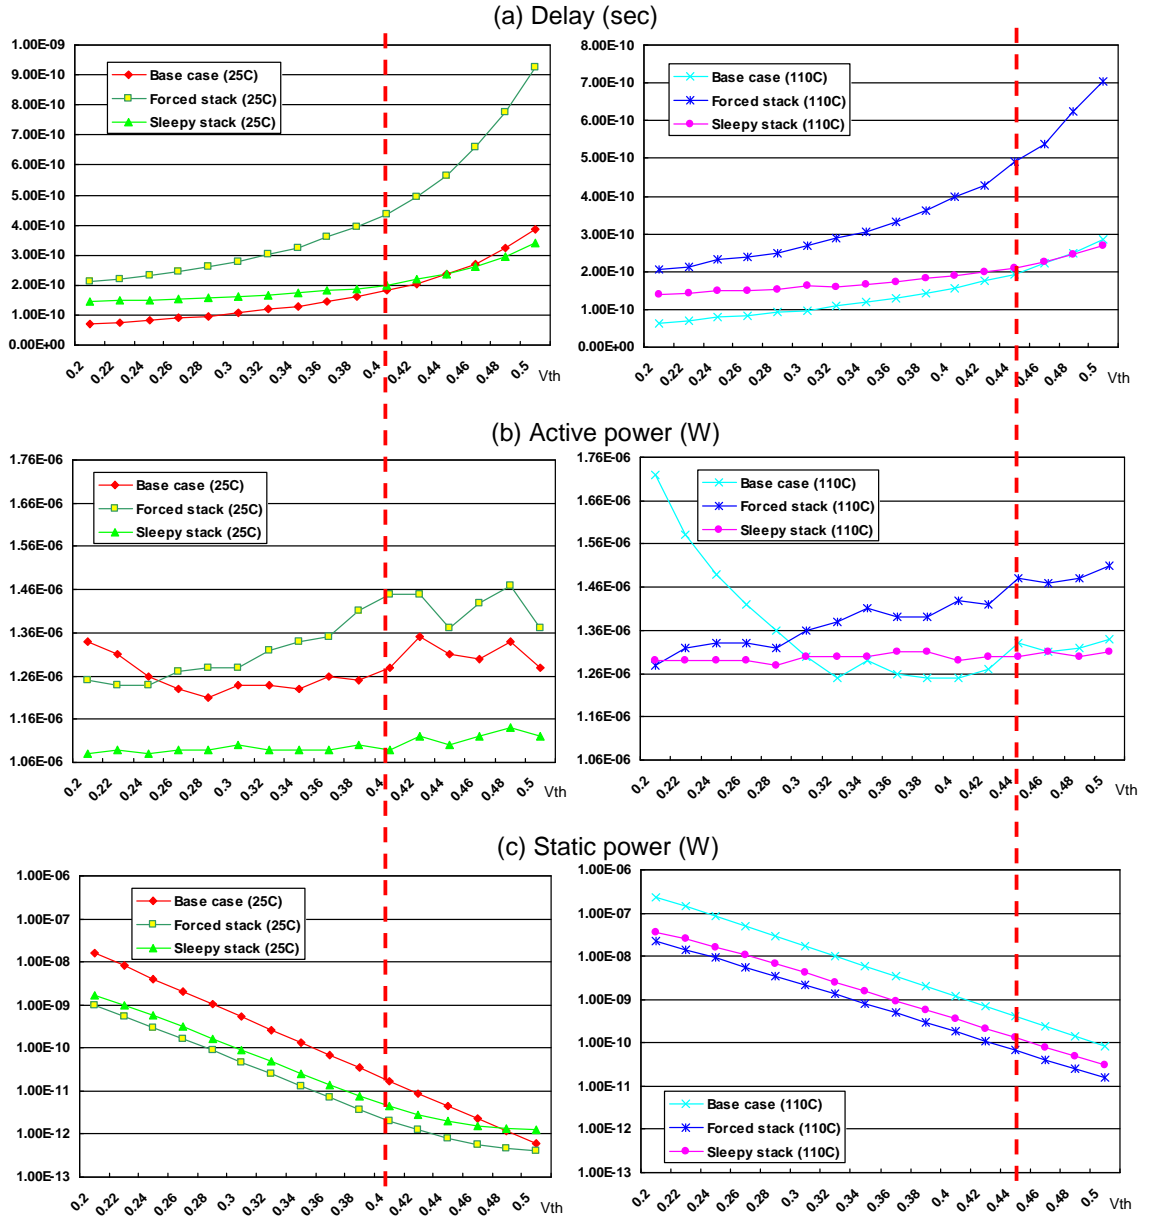 (a) Delay (sec)
1.00E-09
9.00E-10
8.00E-10
7.00E-10
6.00E-10
5.00E-10
4.00E-10
3.00E-10
2.00E-10
1.00E-10
0.00E+00
Base case (25C)
Forced stack (25C)
Sleepy stack (25C)
0.2 0.22 0.24 0.26 0.28 0.3 0.32 0.34 0.36 0.38 0.4 0.42 0.44 0.46 0.48 0.5 Vth
8.00E-10
7.00E-10
6.00E-10
5.00E-10
4.00E-10
3.00E-10
2.00E-10
1.00E-10
0.00E+00
Base case (110C)
Forced stack (110C)
Sleepy stack (110C)
0.2 0.22 0.24 0.26 0.28 0.3 0.32 0.34 0.36 0.38 0.4 0.42 0.44 0.46 0.48 0.5 Vth
(b) Active power (W)
1.76E-06
1.66E-06
1.56E-06
1.46E-06
1.36E-06
1.26E-06
1.16E-06
1.06E-06
Base case (25C)
Forced stack (25C)
Sleepy stack (25C)
0.2 0.22 0.24 0.26 0.28 0.3 0.32 0.34 0.36 0.38 0.4 0.42 0.44 0.46 0.48 0.5 Vth
1.76E-06
1.66E-06
1.56E-06
1.46E-06
1.36E-06
1.26E-06
1.16E-06
1.06E-06
Base case (110C)
Forced stack (110C)
Sleepy stack (110C)
0.2 0.22 0.24 0.26 0.28 0.3 0.32 0.34 0.36 0.38 0.4 0.42 0.44 0.46 0.48 0.5 Vth
(c) Static power (W)
1.00E-06
1.00E-07
1.00E-08
1.00E-09
1.00E-10
1.00E-11
1.00E-12
1.00E-13
Base case (25C)
Forced stack (25C)
Sleepy stack (25C)
0.2 0.22 0.24 0.26 0.28 0.3 0.32 0.34 0.36 0.38 0.4 0.42 0.44 0.46 0.48 0.5 Vth
1.00E-06
1.00E-07
1.00E-08
1.00E-09
1.00E-10
1.00E-11
1.00E-12
1.00E-13
Base case (110C)
Forced stack (110C)
Sleepy stack (110C)
0.2 0.22 0.24 0.26 0.28 0.3 0.32 0.34 0.36 0.38 0.4 0.42 0.44 0.46 0.48 0.5 Vth